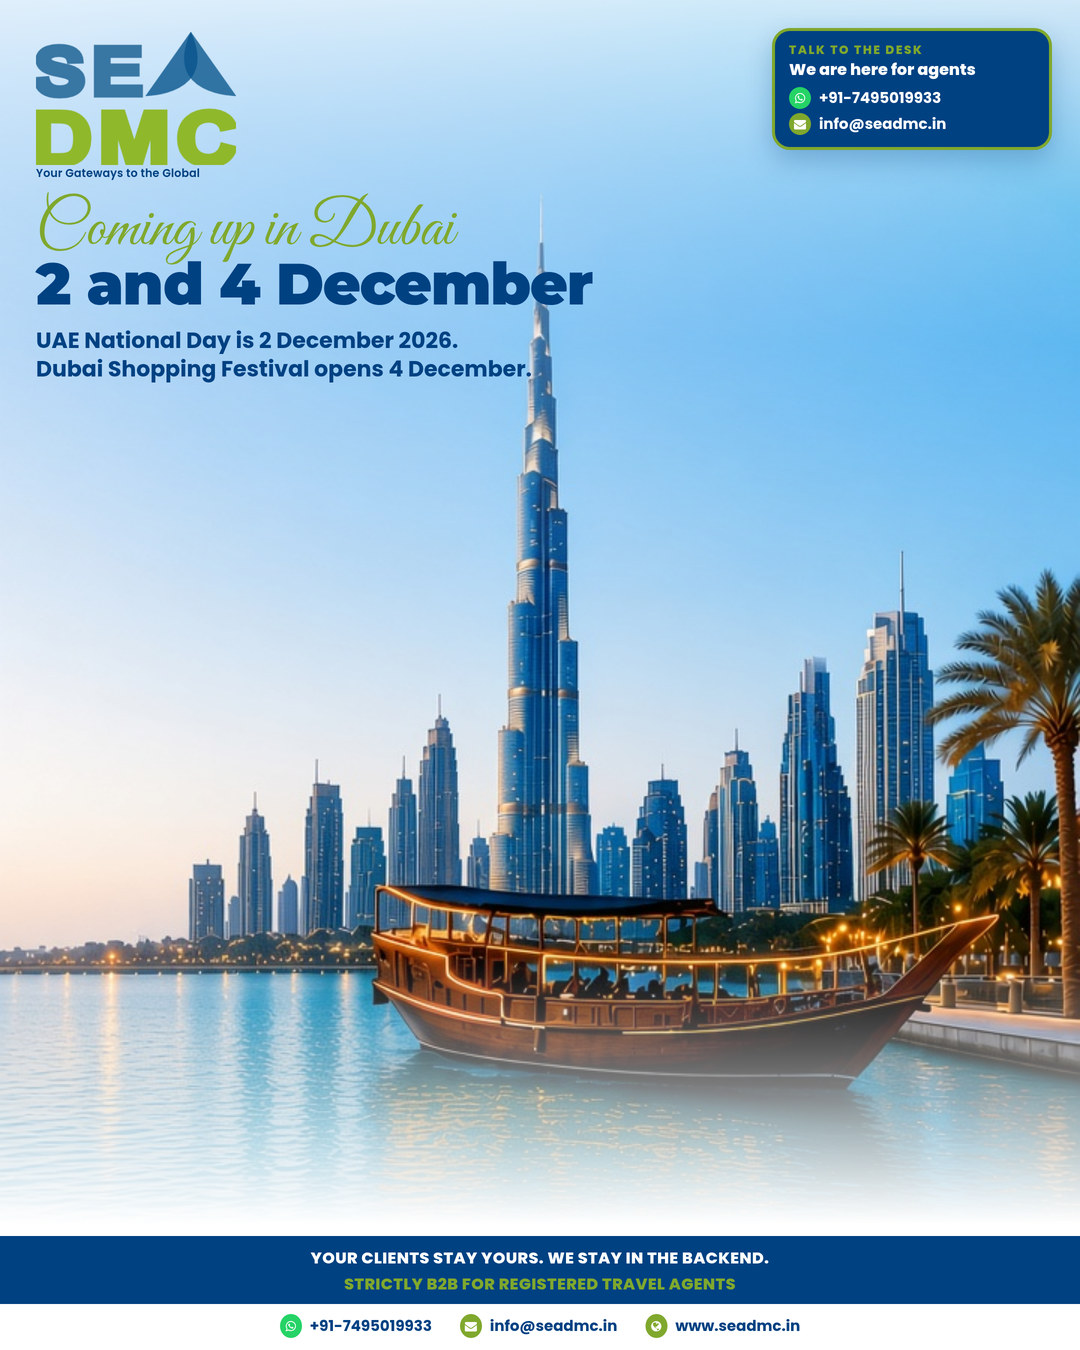 SEA
DMC
Your Gateways to the Global
TALK TO THE DESK
We are here for agents
+91-7495019933
info@seadmc.in
Coming up in Dubai
2 and 4 December
UAE National Day is 2 December 2026.
Dubai Shopping Festival opens 4 December.
YOUR CLIENTS STAY YOURS. WE STAY IN THE BACKEND.
STRICTLY B2B FOR REGISTERED TRAVEL AGENTS
+91-7495019933 info@seadmc.in www.seadmc.in